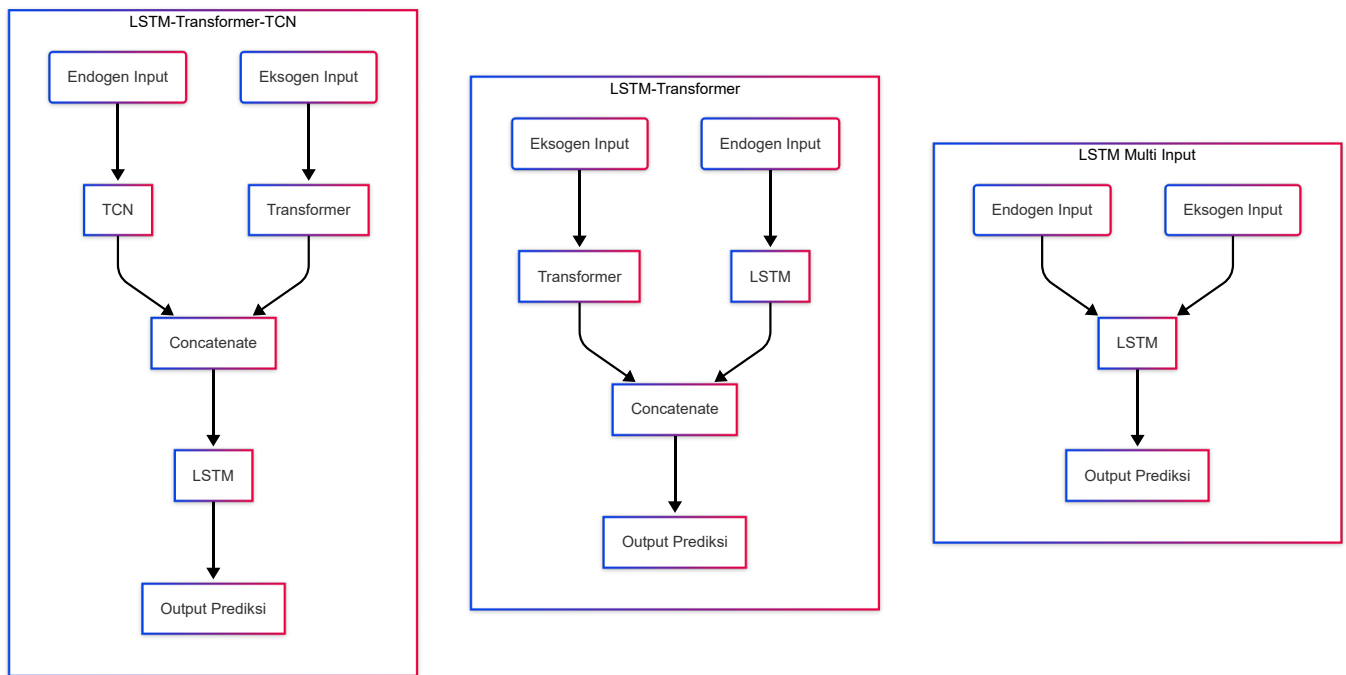 LSTM-Transformer-TCN
Endogen Input
Eksogen Input
TCN
Transformer
Concatenate
LSTM
Output Prediksi
LSTM-Transformer
Eksogen Input
Endogen Input
Transformer
LSTM
Concatenate
Output Prediksi
LSTM Multi Input
Endogen Input
Eksogen Input
LSTM
Output Prediksi